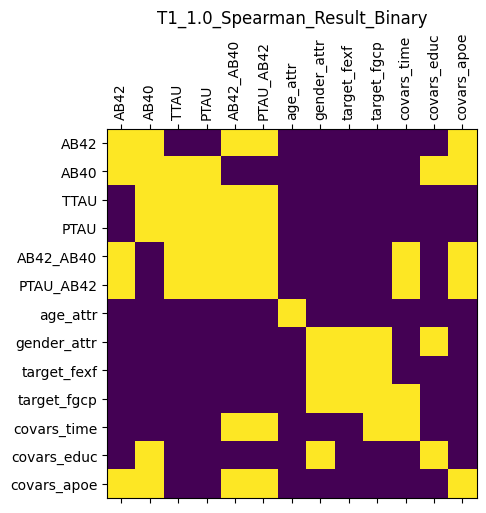 T1_1.0_Spearman_Result_Binary
AB42
AB40
TTAU
PTAU
AB42_AB40
PTAU_AB42
age_attr
gender_attr
target_fexf
target_fgcp
covars_time
covars_educ
covars_apoe
AB42
AB40
TTAU
PTAU
AB42_AB40
PTAU_AB42
age_attr
gender_attr
target_fexf
target_fgcp
covars_time
covars_educ
covars_apoe